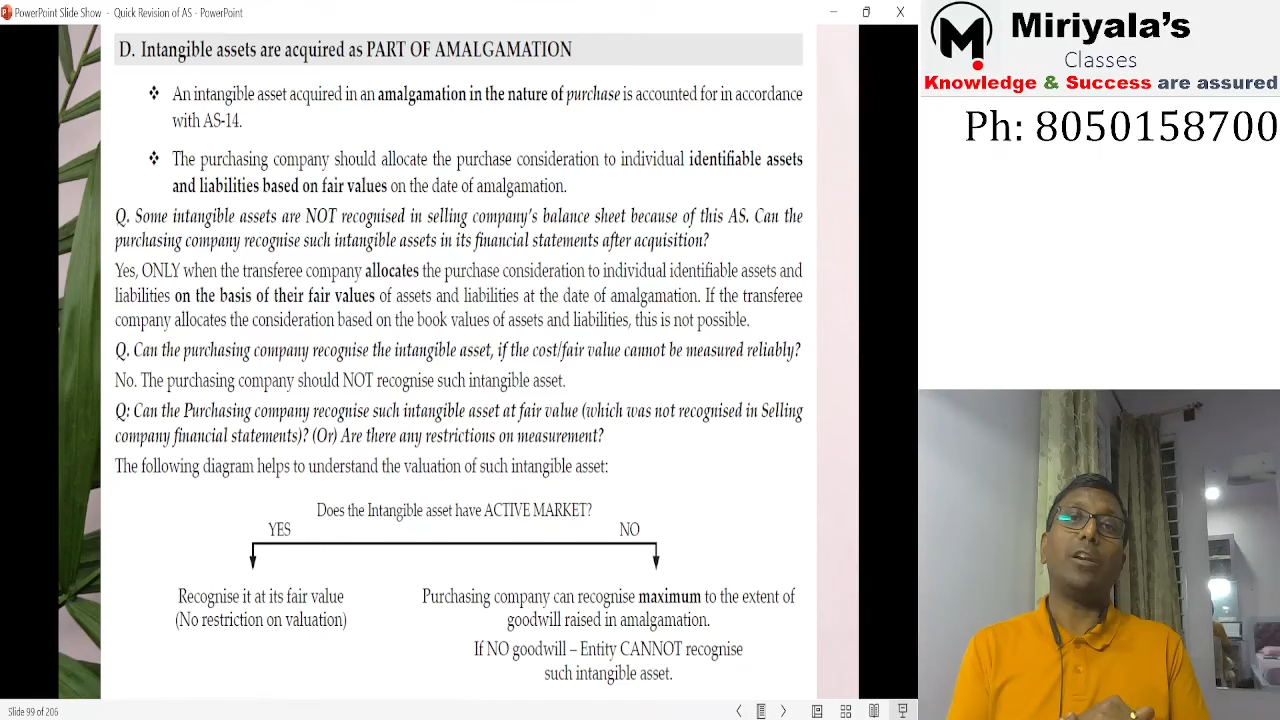 PowerPoint Slide Show - Quick Revision of AS - PowerPoint
D. Intangible assets are acquired as PART OF AMALGAMATION
❖ An intangible asset acquired in an amalgamation in the nature of purchase is accounted for in accordance
with AS-14.
❖ The purchasing company should allocate the purchase consideration to individual identifiable assets
and liabilities based on fair values on the date of amalgamation.
Q. Some intangible assets are NOT recognised in selling company's balance sheet because of this AS. Can the
purchasing company recognise such intangible assets in its financial statements after acquisition?
Yes, ONLY when the transferee company allocates the purchase consideration to individual identifiable assets and
liabilities on the basis of their fair values of assets and liabilities at the date of amalgamation. If the transferee
company allocates the consideration based on the book values of assets and liabilities, this is not possible.
Q. Can the purchasing company recognise the intangible asset, if the cost/fair value cannot be measured reliably?
No. The purchasing company should NOT recognise such intangible asset.
Q: Can the Purchasing company recognise such intangible asset at fair value (which was not recognised in Selling
company financial statements)? (Or) Are there any restrictions on measurement?
The following diagram helps to understand the valuation of such intangible asset:
Does the Intangible asset have ACTIVE MARKET?
YES
NO
Recognise it at its fair value
(No restriction on valuation)
Purchasing company can recognise maximum to the extent of
goodwill raised in amalgamation.
If NO goodwill – Entity CANNOT recognise
such intangible asset.
Slide 99 of 206
M
Miriyala's
Classes
Knowledge & Success are assured
Ph: 8050158700